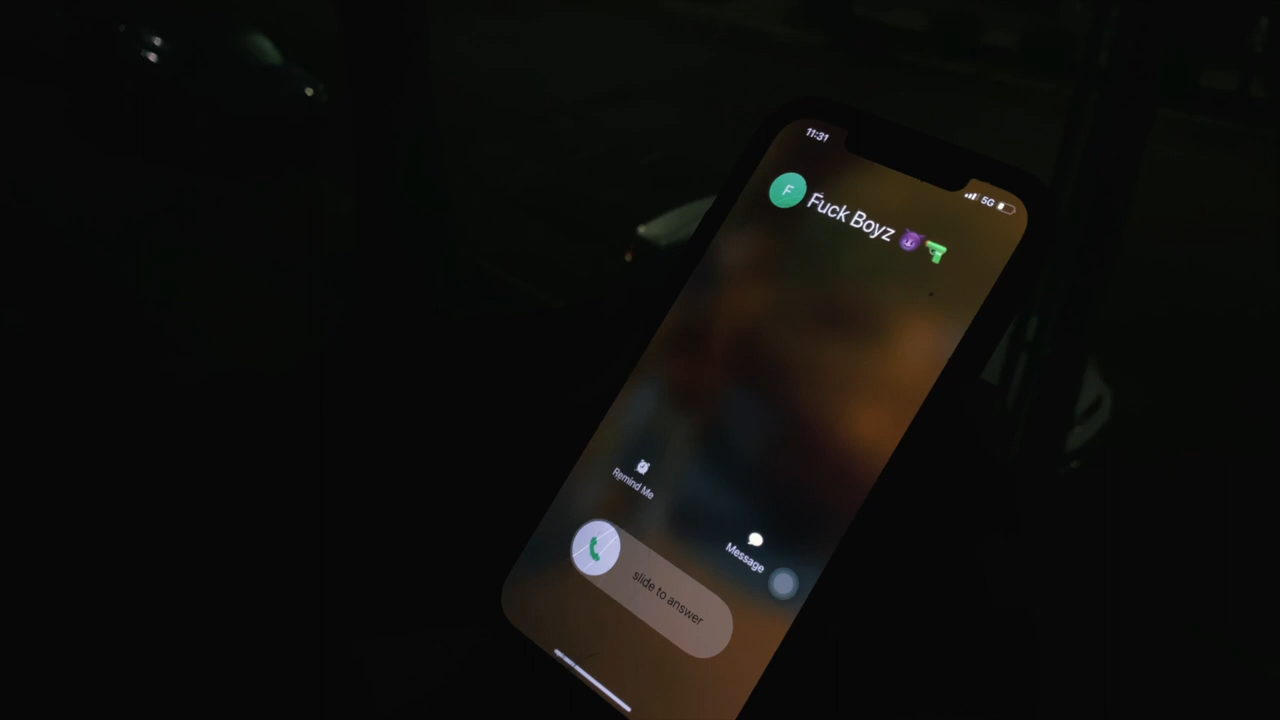 11:31
5G
F
Fuck Boyz 😈🔫
Remind Me
Message
slide to answer